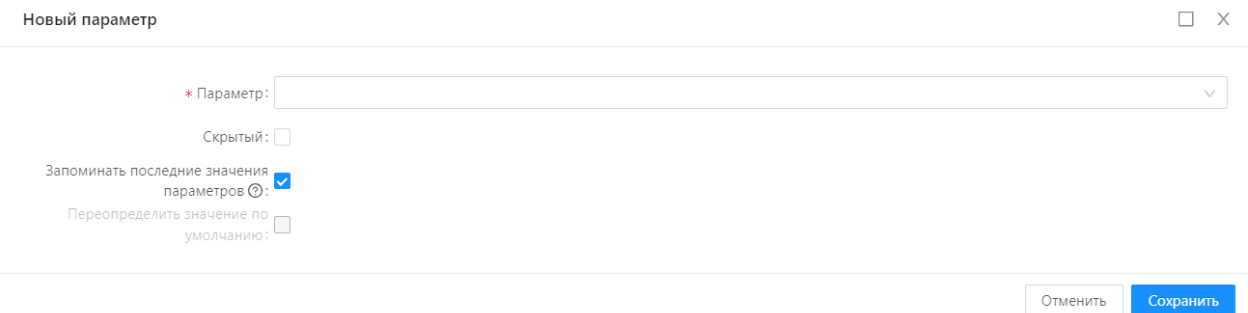 Новый параметр
* Параметр:
Скрытый:
Запоминать последние значения
параметров ?:
Переопределить значение по
умолчанию:
Отменить Сохранить